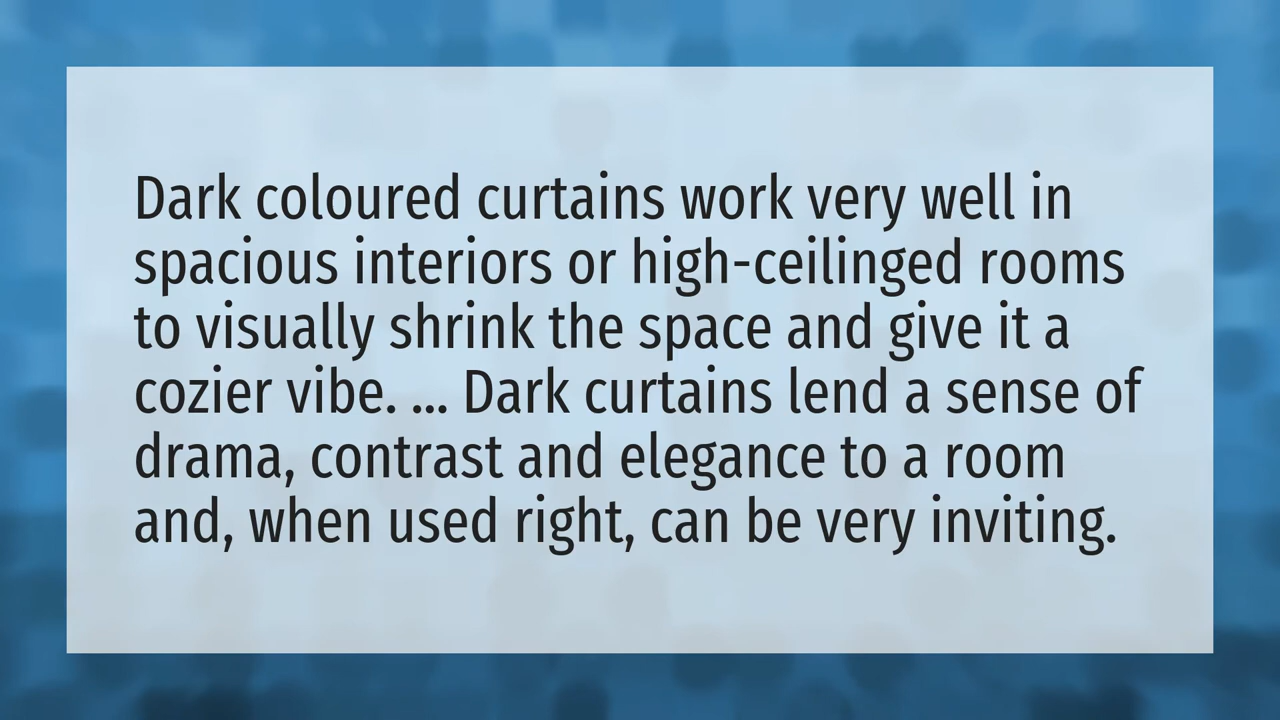 Dark coloured curtains work very well in
spacious interiors or high-ceilinged rooms
to visually shrink the space and give it a
cozier vibe. ... Dark curtains lend a sense of
drama, contrast and elegance to a room
and, when used right, can be very inviting.